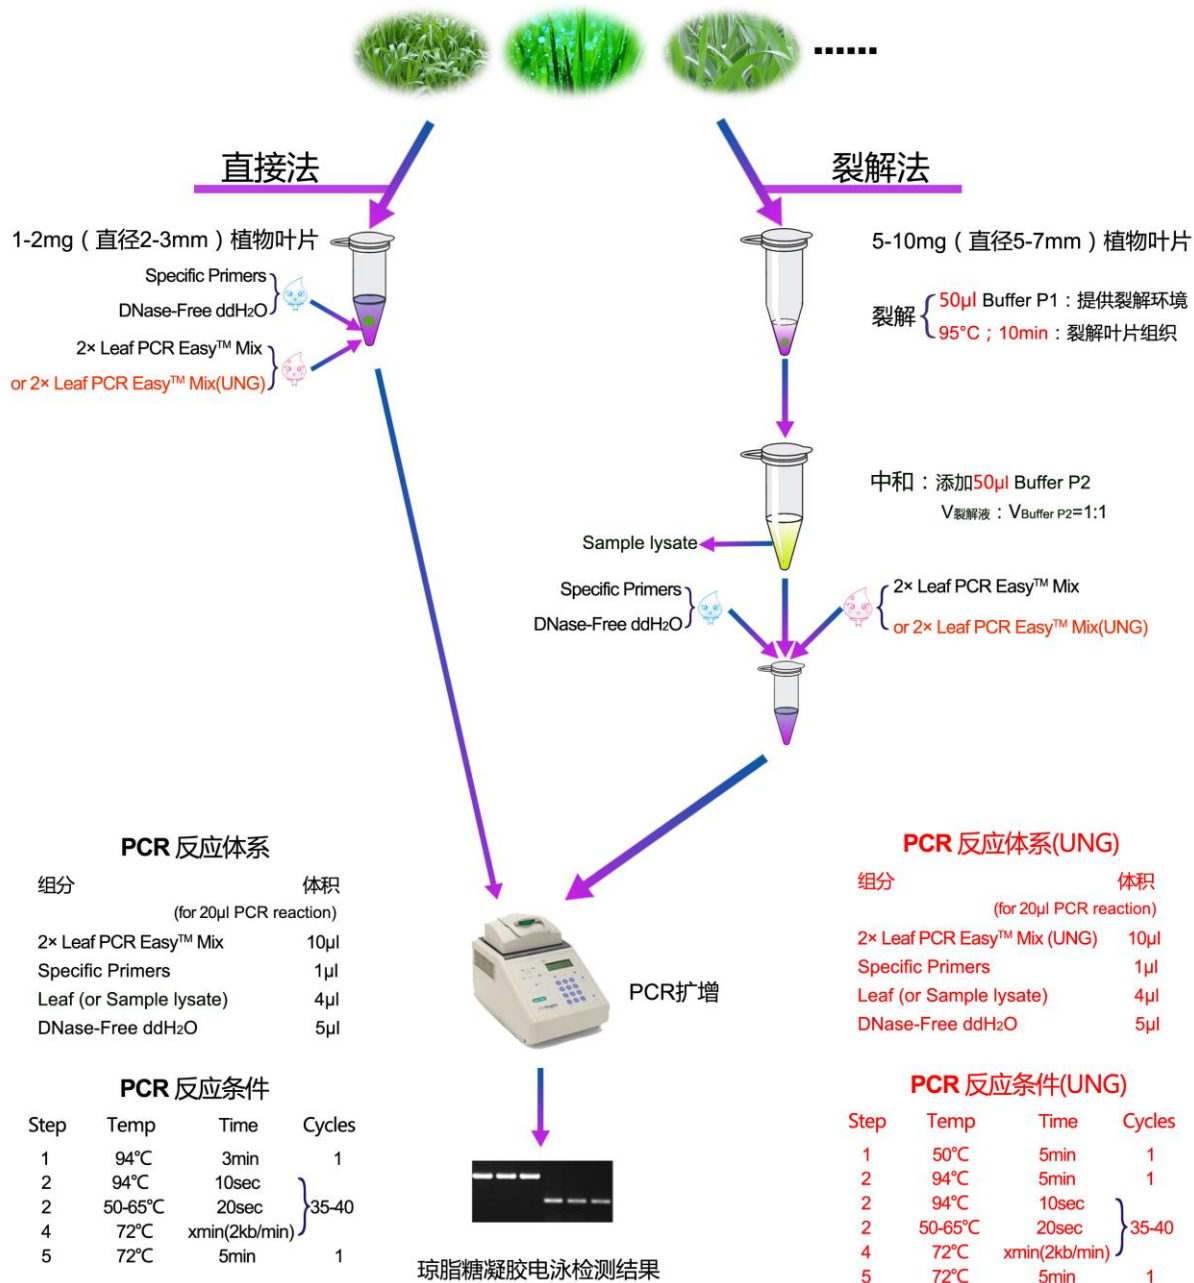 ......
直接法
裂解法
1-2mg（直径2-3mm）植物叶片
Specific Primers
DNase-Free ddH2O
2× Leaf PCR Easy™ Mix
or 2× Leaf PCR Easy™ Mix(UNG)
5-10mg（直径5-7mm）植物叶片
裂解
50μl Buffer P1：提供裂解环境
95°C；10min：裂解叶片组织
中和：添加50μl Buffer P2
V裂解液：VBuffer P2=1:1
Sample lysate
Specific Primers
DNase-Free ddH2O
2× Leaf PCR Easy™ Mix
or 2× Leaf PCR Easy™ Mix(UNG)
PCR 反应体系
组分 体积
(for 20μl PCR reaction)
2× Leaf PCR Easy™ Mix 10μl
Specific Primers 1μl
Leaf (or Sample lysate) 4μl
DNase-Free ddH2O 5μl
PCR 反应条件
Step Temp Time Cycles
1 94℃ 3min 1
2 94℃ 10sec
2 50-65℃ 20sec 35-40
4 72℃ xmin(2kb/min)
5 72℃ 5min 1
PCR扩增
琼脂糖凝胶电泳检测结果
PCR 反应体系(UNG)
组分 体积
(for 20μl PCR reaction)
2× Leaf PCR Easy™ Mix (UNG) 10μl
Specific Primers 1μl
Leaf (or Sample lysate) 4μl
DNase-Free ddH2O 5μl
PCR 反应条件(UNG)
Step Temp Time Cycles
1 50℃ 5min 1
2 94℃ 5min 1
2 94℃ 10sec
2 50-65℃ 20sec 35-40
4 72℃ xmin(2kb/min)
5 72℃ 5min 1